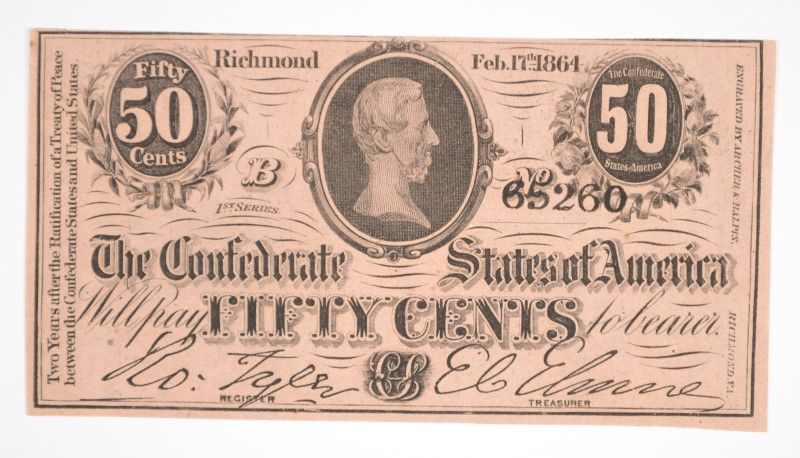 Two Years after the Ratification of a Treaty of Peace
between the Confederate States and United States.
Fifty
50
Cents
Richmond
Feb. 17th 1864
The Confederate
50
States of America
B
1ST SERIES
No 65260
ENGRAVED BY ARCHER & HALPIN,
RICHMOND, VA.
The Confederate States of America
Will pay FIFTY CENTS to bearer.
Ro: Tyler
REGISTER
E C Elmore
TREASURER